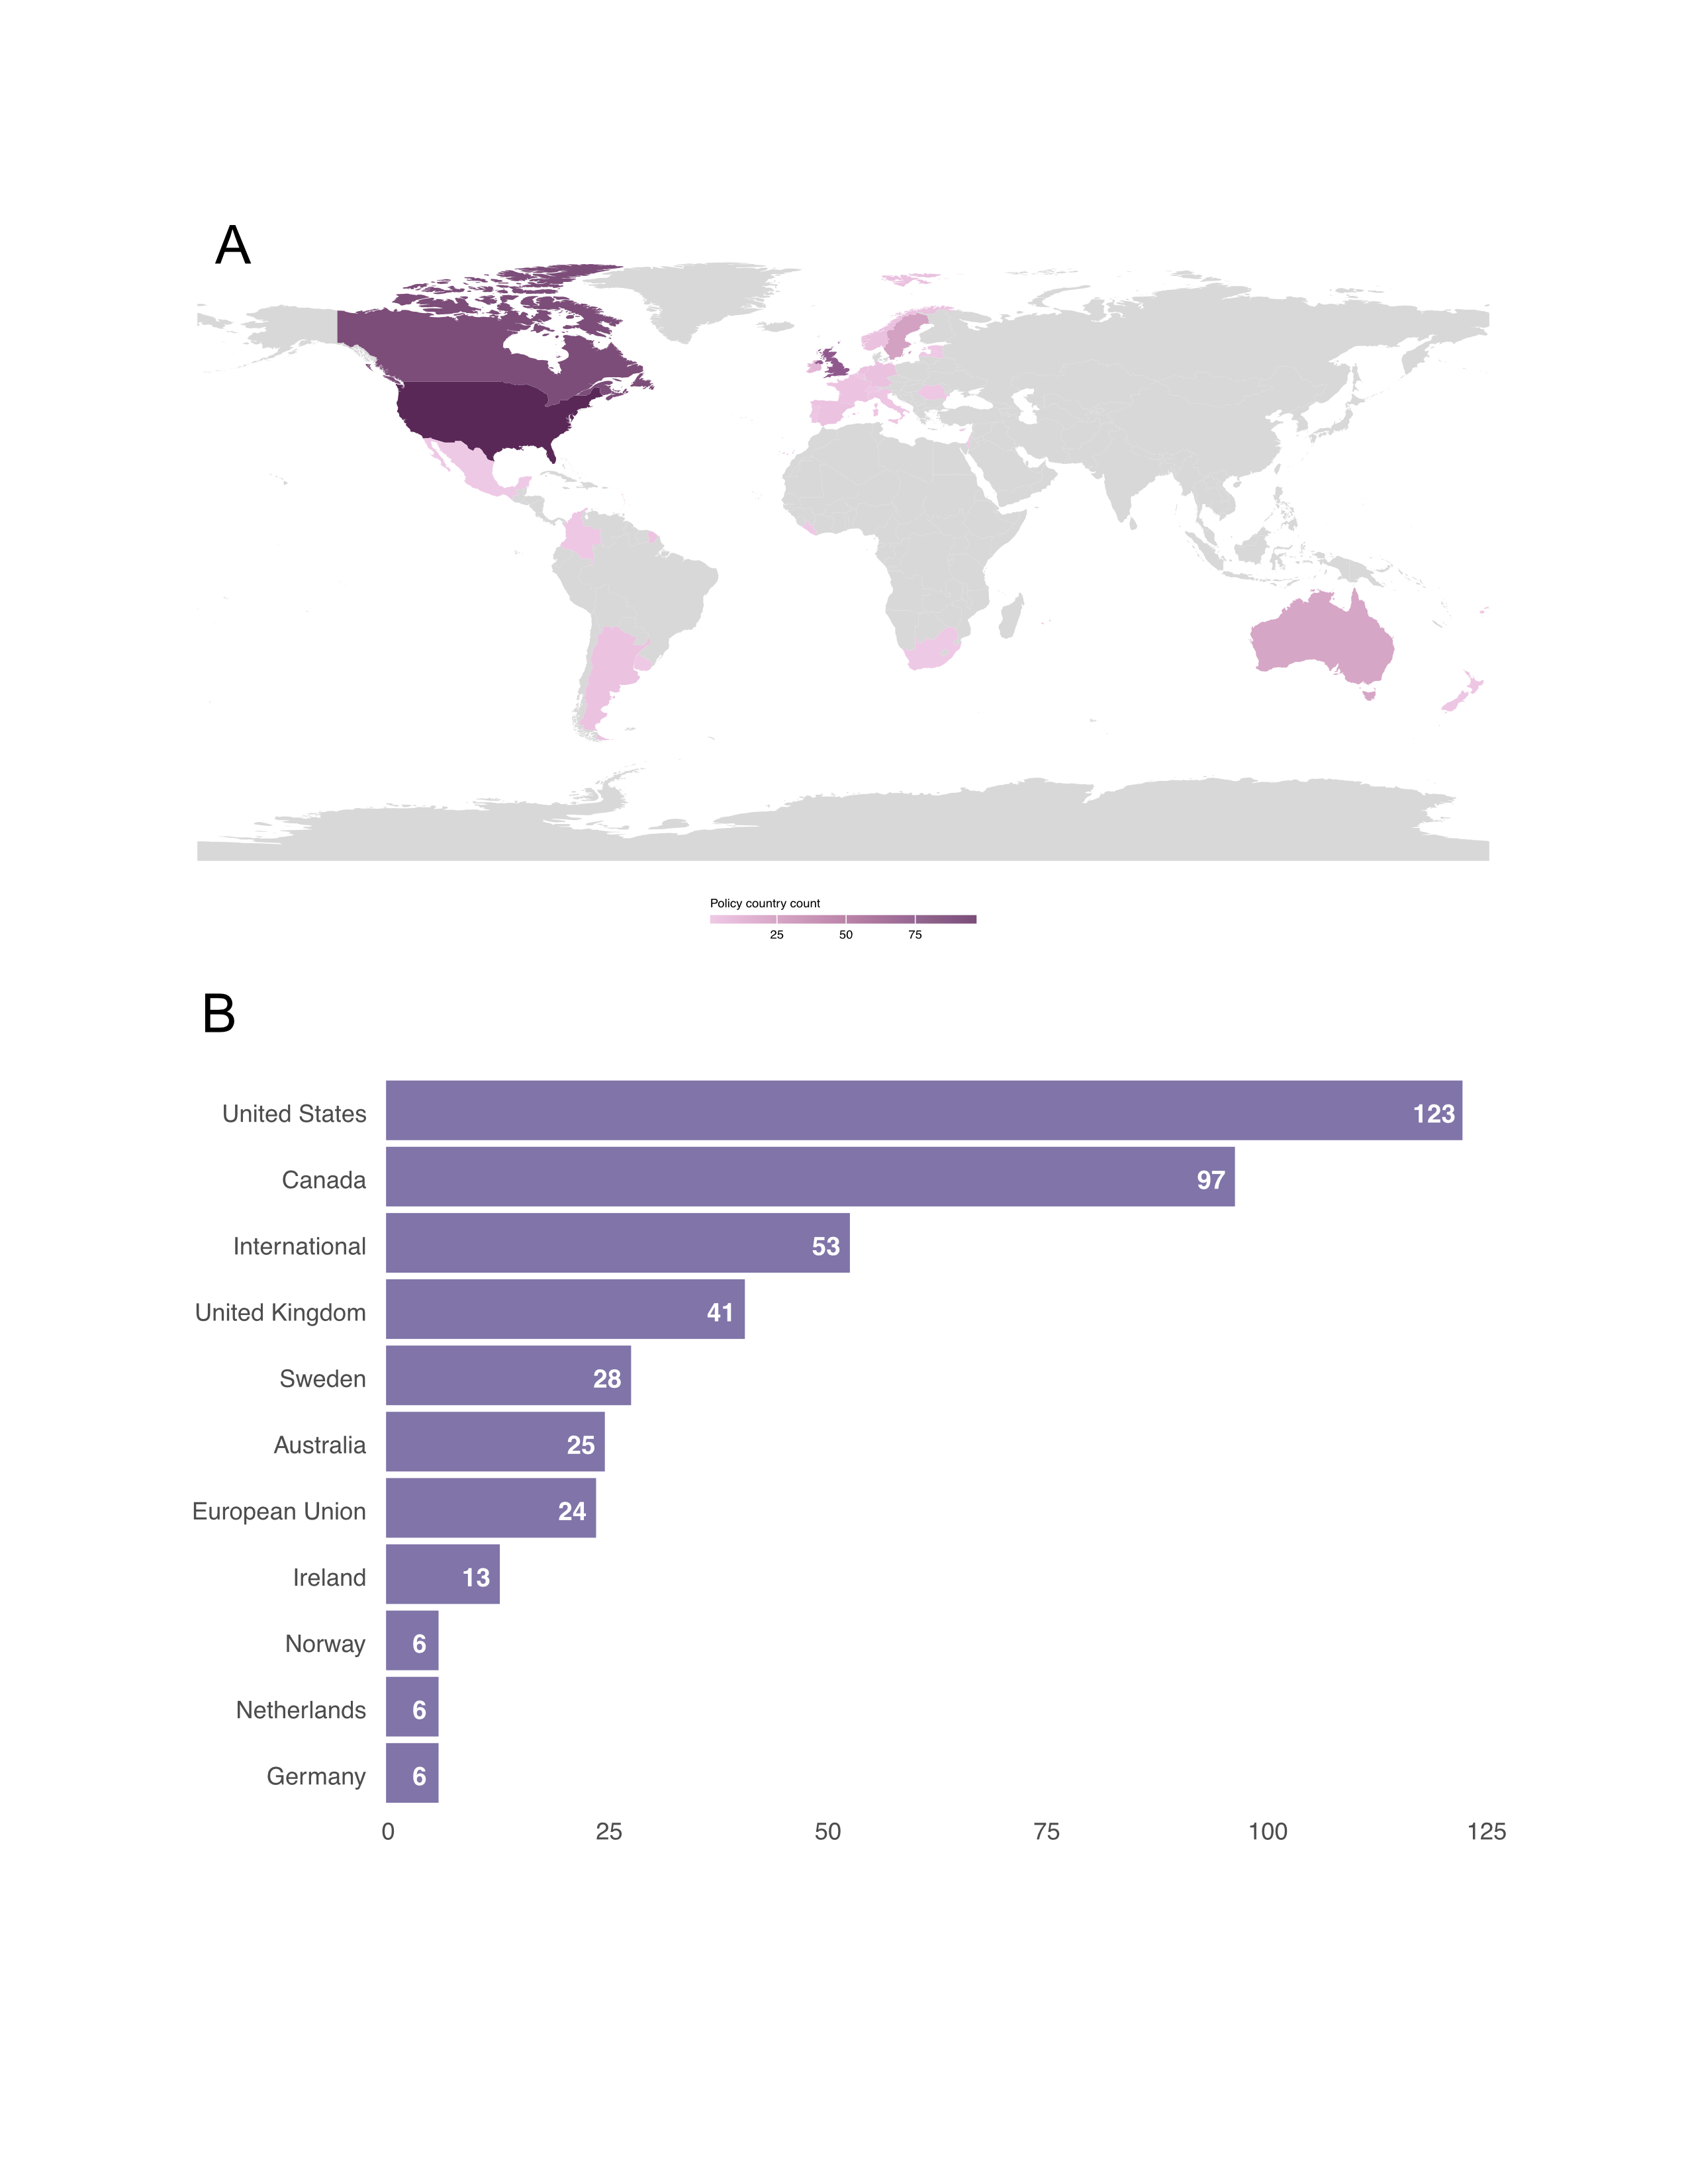 A
Policy country count
25 50 75
B
United States 123
Canada 97
International 53
United Kingdom 41
Sweden 28
Australia 25
European Union 24
Ireland 13
Norway 6
Netherlands 6
Germany 6
0 25 50 75 100 125